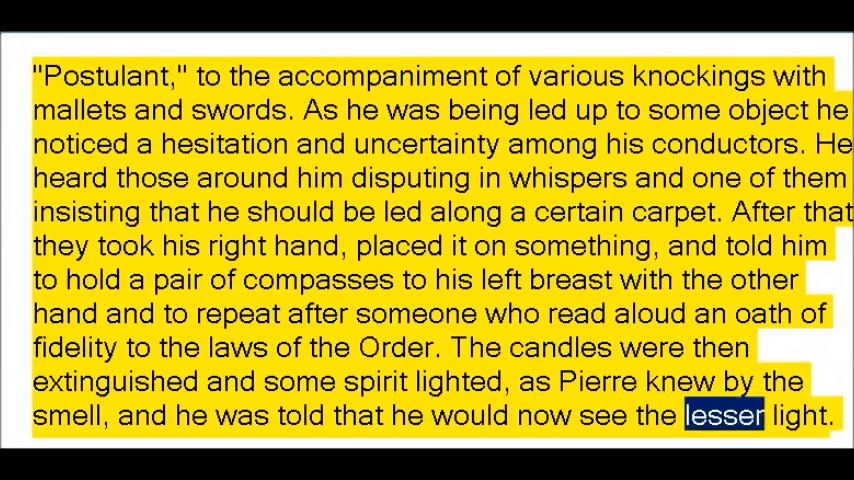 "Postulant," to the accompaniment of various knockings with
mallets and swords. As he was being led up to some object he
noticed a hesitation and uncertainty among his conductors. He
heard those around him disputing in whispers and one of them
insisting that he should be led along a certain carpet. After that
they took his right hand, placed it on something, and told him
to hold a pair of compasses to his left breast with the other
hand and to repeat after someone who read aloud an oath of
fidelity to the laws of the Order. The candles were then
extinguished and some spirit lighted, as Pierre knew by the
smell, and he was told that he would now see the lesser light.